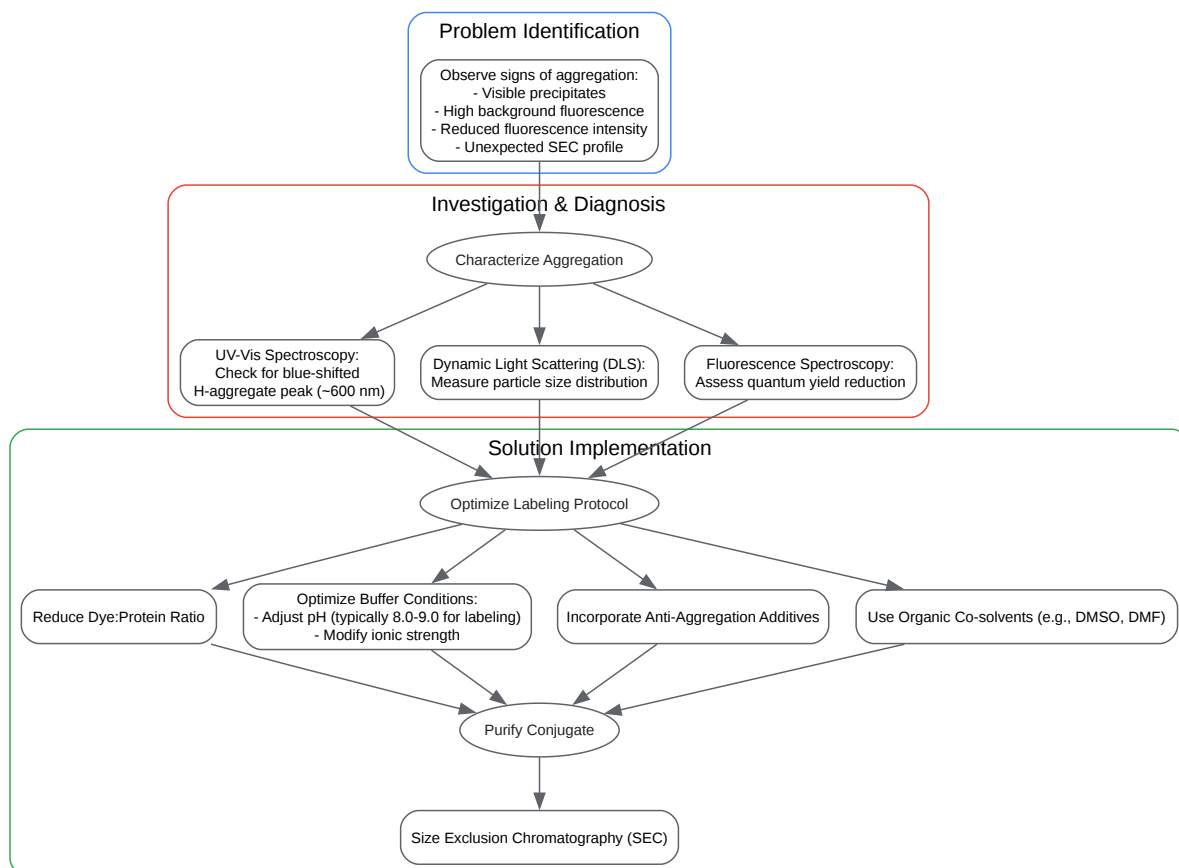 Problem Identification
Observe signs of aggregation:
- Visible precipitates
- High background fluorescence
- Reduced fluorescence intensity
- Unexpected SEC profile
Investigation & Diagnosis
Characterize Aggregation
UV-Vis Spectroscopy:
Check for blue-shifted
H-aggregate peak (~600 nm)
Dynamic Light Scattering (DLS):
Measure particle size distribution
Fluorescence Spectroscopy:
Assess quantum yield reduction
Solution Implementation
Optimize Labeling Protocol
Reduce Dye:Protein Ratio
Optimize Buffer Conditions:
- Adjust pH (typically 8.0-9.0 for labeling)
- Modify ionic strength
Incorporate Anti-Aggregation Additives
Use Organic Co-solvents (e.g., DMSO, DMF)
Purify Conjugate
Size Exclusion Chromatography (SEC)